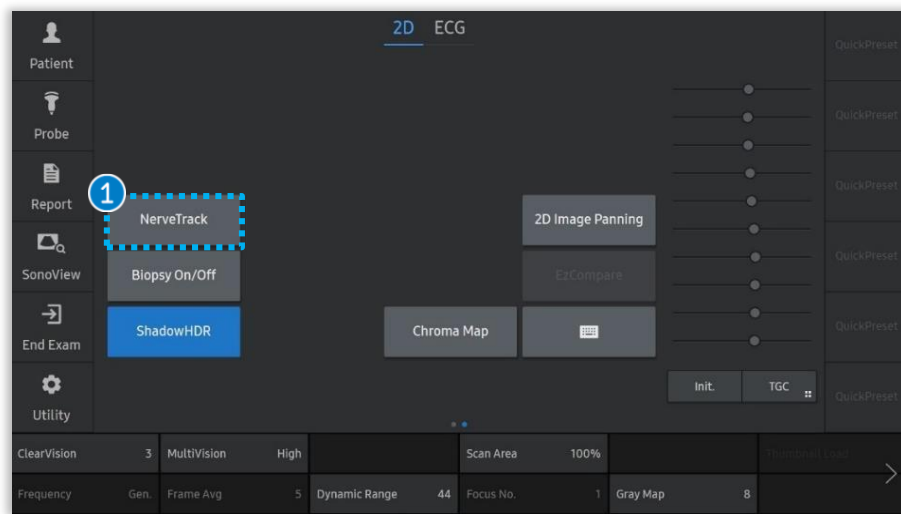 2D ECG
Patient
Probe
Report
SonoView
End Exam
Utility
1
NerveTrack
Biopsy On/Off
ShadowHDR
2D Image Panning
EzCompare
Chroma Map
Init. TGC
QuickPreset
QuickPreset
QuickPreset
QuickPreset
QuickPreset
QuickPreset
ClearVision 3 MultiVision High Scan Area 100% Thumbnail Load
Frequency Gen. Frame Avg 5 Dynamic Range 44 Focus No. 1 Gray Map 8